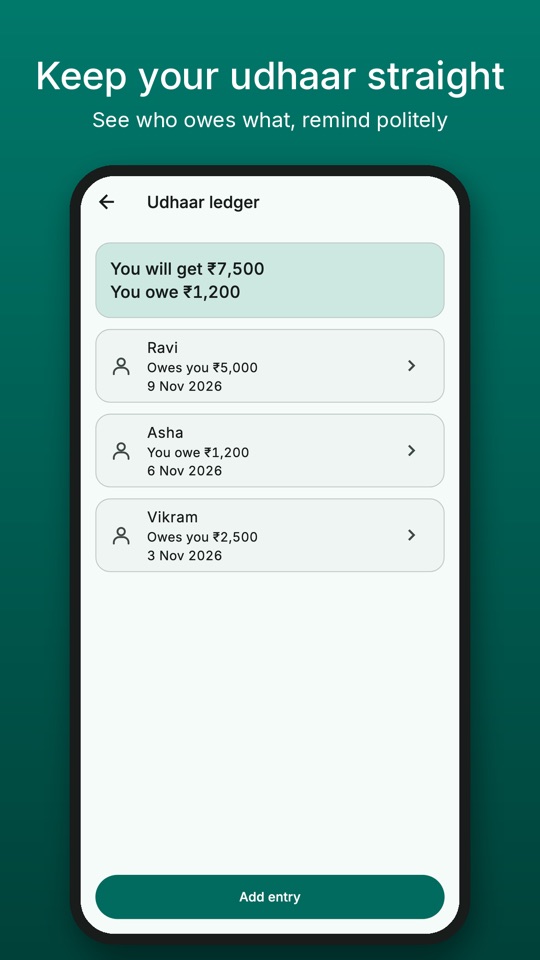 Keep your udhaar straight
See who owes what, remind politely
Udhaar ledger
You will get ₹7,500
You owe ₹1,200
Ravi
Owes you ₹5,000
9 Nov 2026
Asha
You owe ₹1,200
6 Nov 2026
Vikram
Owes you ₹2,500
3 Nov 2026
Add entry